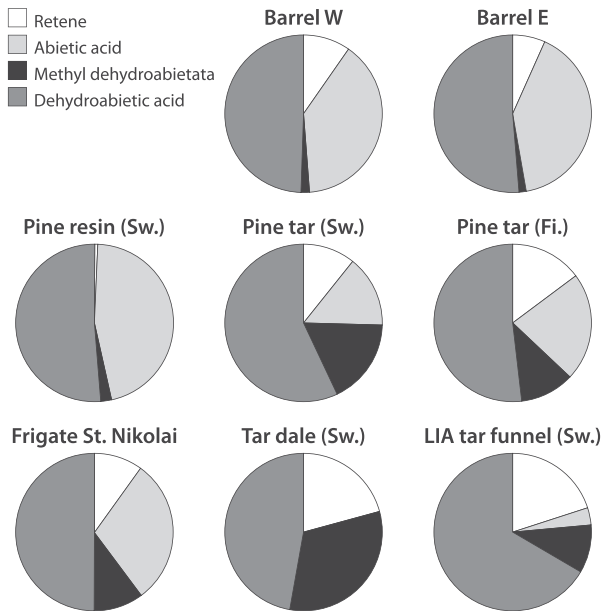 Retene
Abietic acid
Methyl dehydroabietata
Dehydroabietic acid
Barrel W
Barrel E
Pine resin (Sw.)
Pine tar (Sw.)
Pine tar (Fi.)
Frigate St. Nikolai
Tar dale (Sw.)
LIA tar funnel (Sw.)